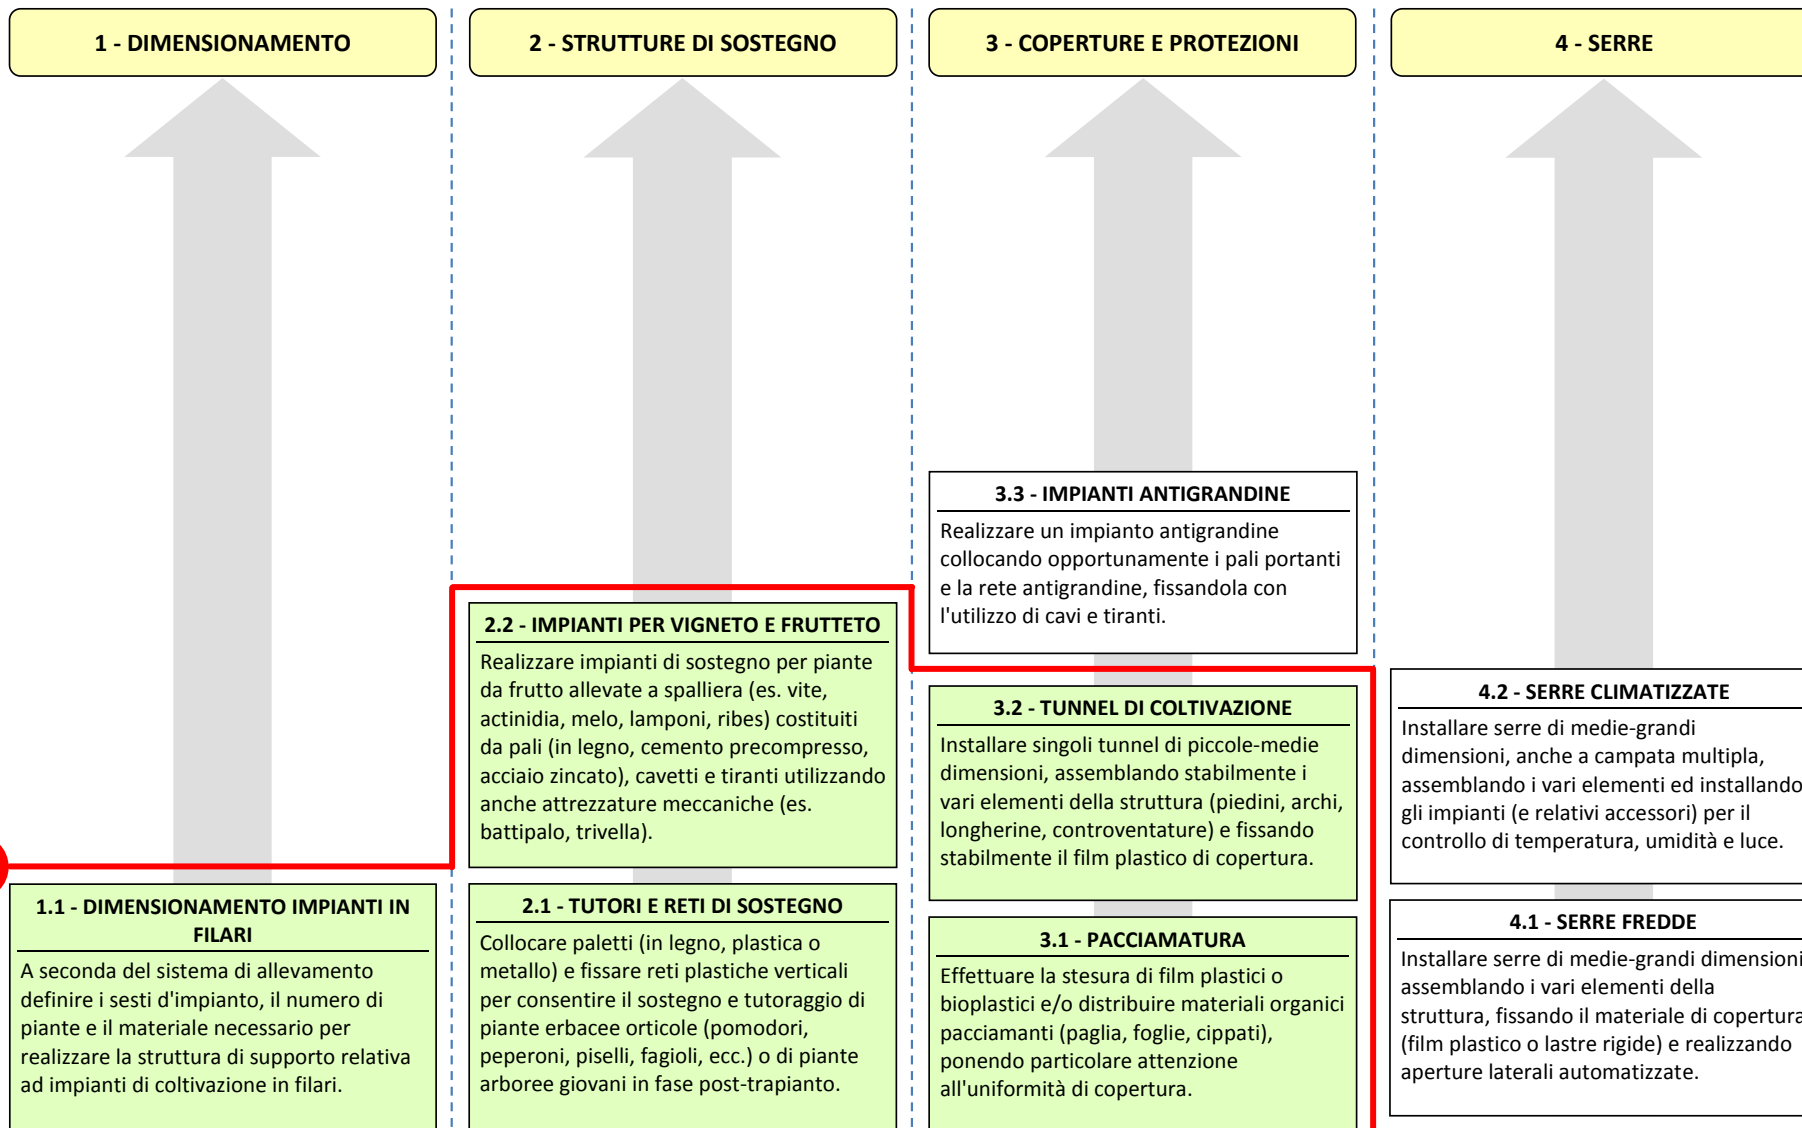 1 - DIMENSIONAMENTO
2 - STRUTTURE DI SOSTEGNO
3 - COPERTURE E PROTEZIONI
4 - SERRE
3.3 - IMPIANTI ANTIGRANDINE
Realizzare un impianto antigrandine
collocando opportunamente i pali portanti
e la rete antigrandine, fissandola con
l'utilizzo di cavi e tiranti.
2.2 - IMPIANTI PER VIGNETO E FRUTTETO
Realizzare impianti di sostegno per piante
da frutto allevate a spalliera (es. vite,
actinidia, melo, lamponi, ribes) costituiti
da pali (in legno, cemento precompresso,
acciaio zincato), cavetti e tiranti utilizzando
anche attrezzature meccaniche (es.
battipalo, trivella).
3.2 - TUNNEL DI COLTIVAZIONE
Installare singoli tunnel di piccole-medie
dimensioni, assemblando stabilmente i
vari elementi della struttura (piedini, archi,
longherine, controventature) e fissando
stabilmente il film plastico di copertura.
4.2 - SERRE CLIMATIZZATE
Installare serre di medie-grandi
dimensioni, anche a campata multipla,
assemblando i vari elementi ed installando
gli impianti (e relativi accessori) per il
controllo di temperatura, umidità e luce.
1.1 - DIMENSIONAMENTO IMPIANTI IN
FILARI
A seconda del sistema di allevamento
definire i sesti d'impianto, il numero di
piante e il materiale necessario per
realizzare la struttura di supporto relativa
ad impianti di coltivazione in filari.
2.1 - TUTORI E RETI DI SOSTEGNO
Collocare paletti (in legno, plastica o
metallo) e fissare reti plastiche verticali
per consentire il sostegno e tutoraggio di
piante erbacee orticole (pomodori,
peperoni, piselli, fagioli, ecc.) o di piante
arboree giovani in fase post-trapianto.
3.1 - PACCIAMATURA
Effettuare la stesura di film plastici o
bioplastici e/o distribuire materiali organici
pacciamanti (paglia, foglie, cippati),
ponendo particolare attenzione
all'uniformità di copertura.
4.1 - SERRE FREDDE
Installare serre di medie-grandi dimensioni
assemblando i vari elementi della
struttura, fissando il materiale di copertura
(film plastico o lastre rigide) e realizzando
aperture laterali automatizzate.